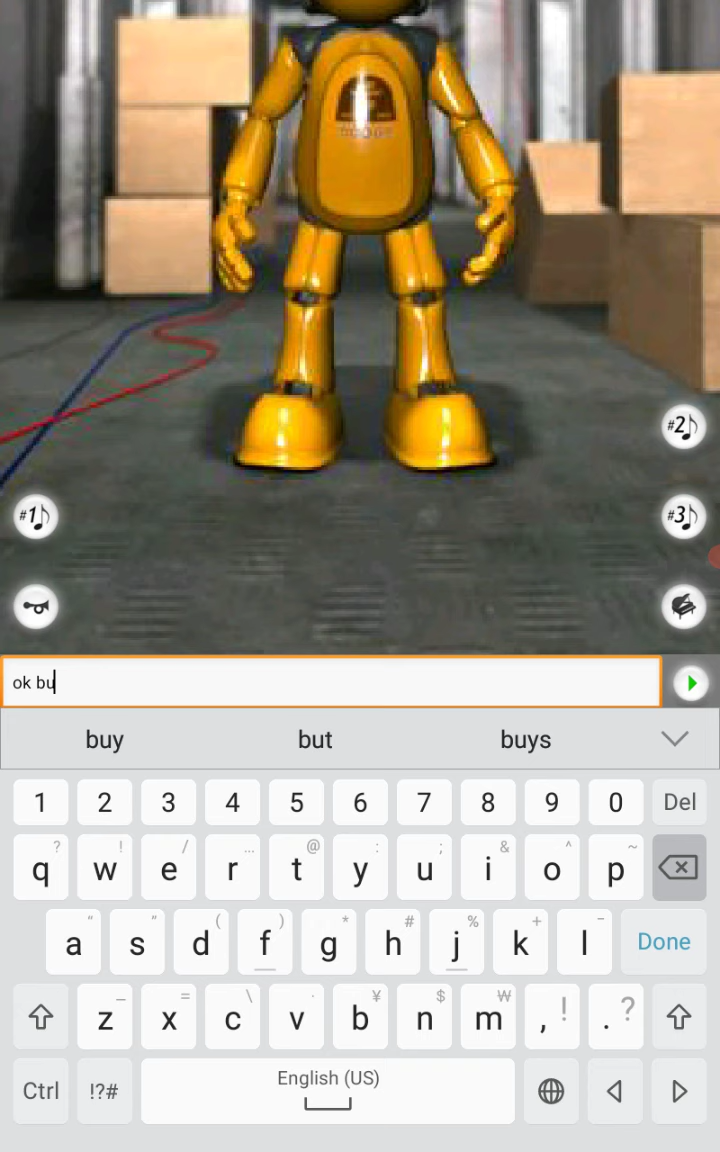 #2
#1
#3
ok bu
buy but buys
1 2 3 4 5 6 7 8 9 0 Del
? ! / ... @ : ; & ^ ~
q w e r t y u i o p
" " ( ) * # % + -
a s d f g h j k l Done
_ = \ · ¥ $ ₩ ! ?
z x c v b n m , .
English (US)
Ctrl !?#